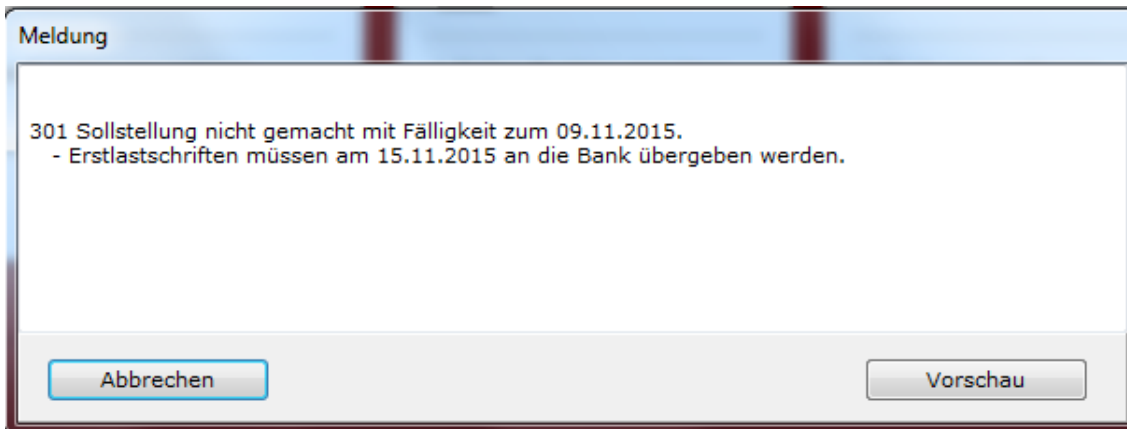 Meldung
301 Sollstellung nicht gemacht mit Fälligkeit zum 09.11.2015.
- Erstlastschriften müssen am 15.11.2015 an die Bank übergeben werden.
Abbrechen
Vorschau